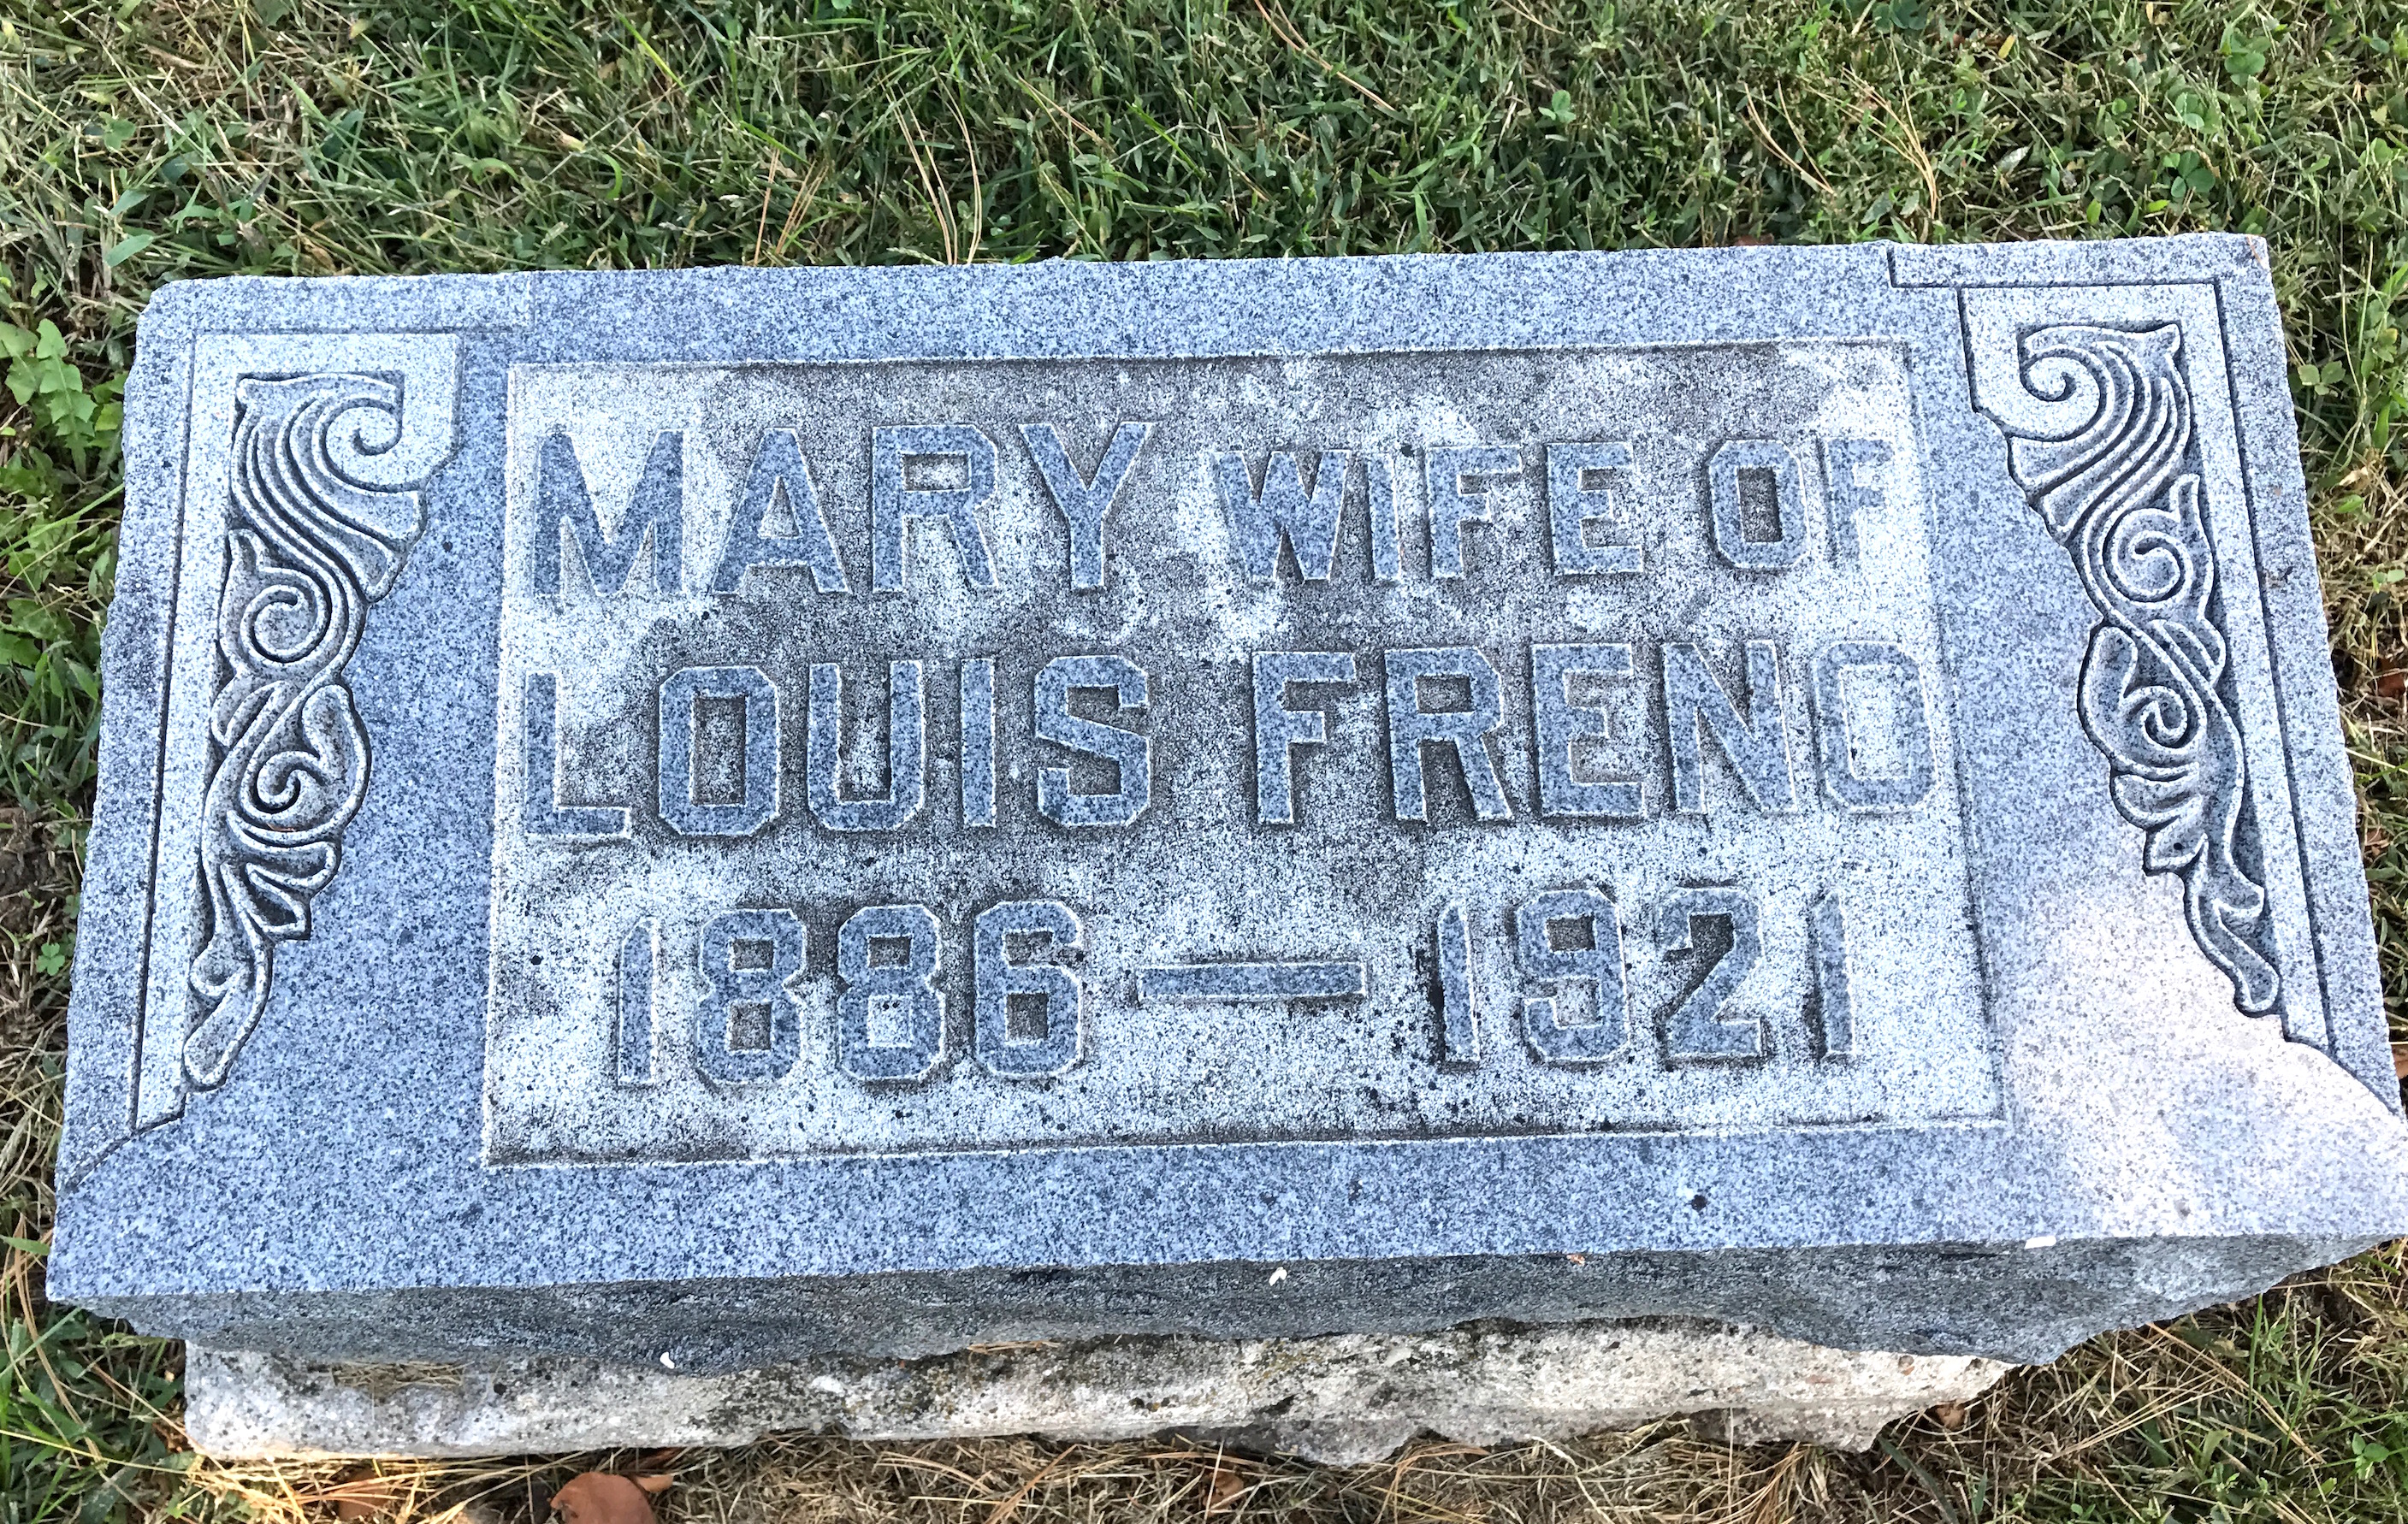 MARY WIFE OF
LOUIS FRENO
1886 — 1921